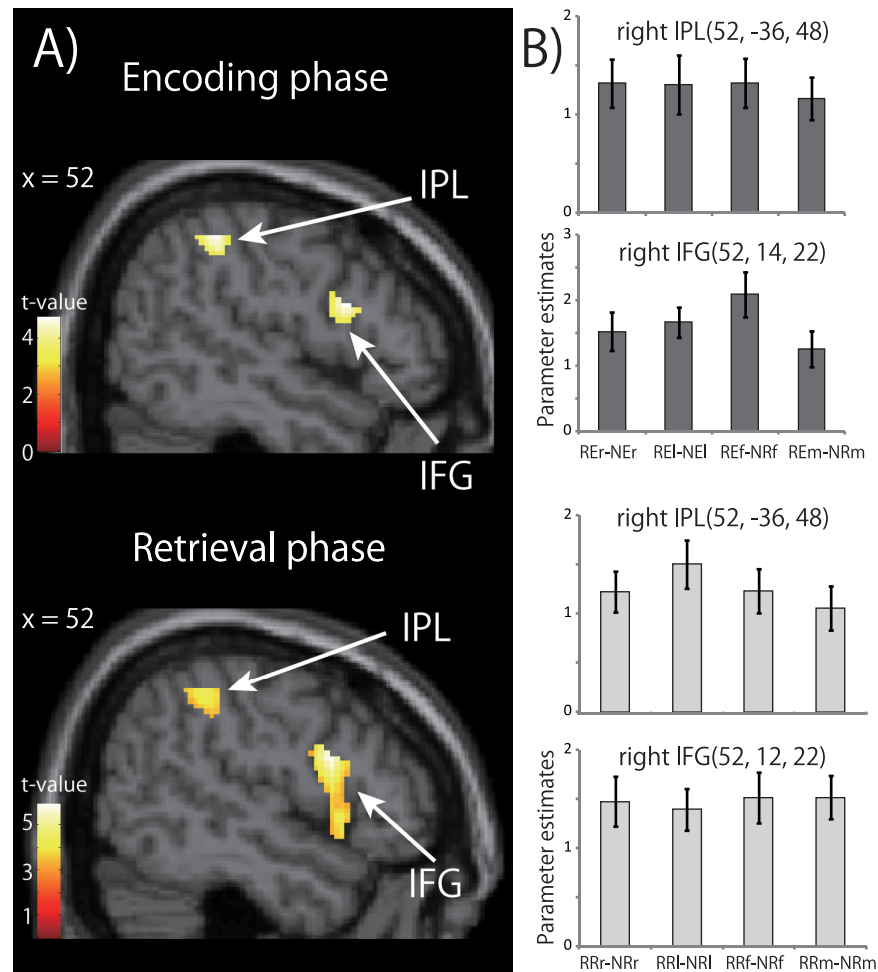 A)
Encoding phase
x = 52
IPL
t-value
4
2
0
IFG
Retrieval phase
x = 52
IPL
t-value
5
3
1
IFG
B)
right IPL(52, -36, 48)
2
1
0
right IFG(52, 14, 22)
3
2
1
0
Parameter estimates
REr-NEr REl-NEl REf-NRf REm-NRm
right IPL(52, -36, 48)
2
1
0
right IFG(52, 12, 22)
2
1
0
Parameter estimates
RRr-NRr RRl-NRl RRf-NRf RRm-NRm